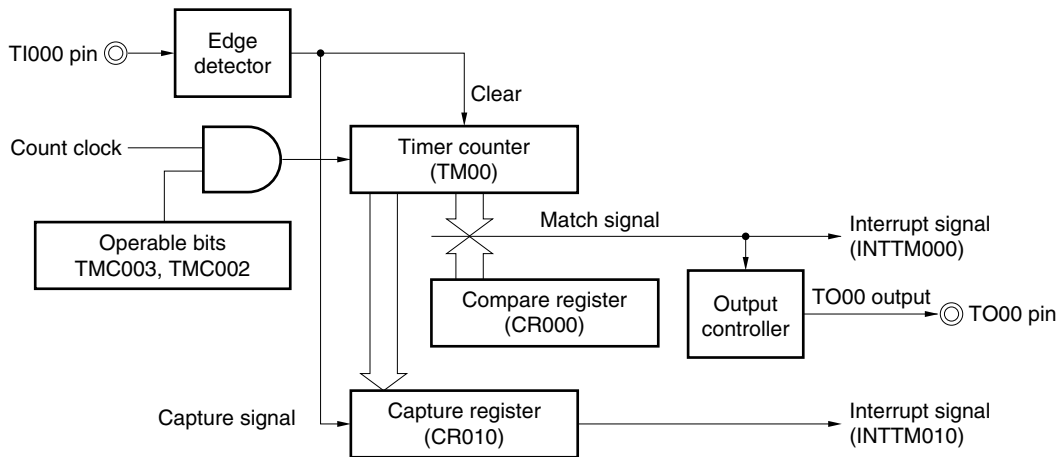 TI000 pin
Edge
detector
Clear
Count clock
Timer counter
(TM00)
Operable bits
TMC003, TMC002
Match signal
Interrupt signal
(INTTM000)
Compare register
(CR000)
Output
controller
TO00 output
TO00 pin
Capture signal
Capture register
(CR010)
Interrupt signal
(INTTM010)